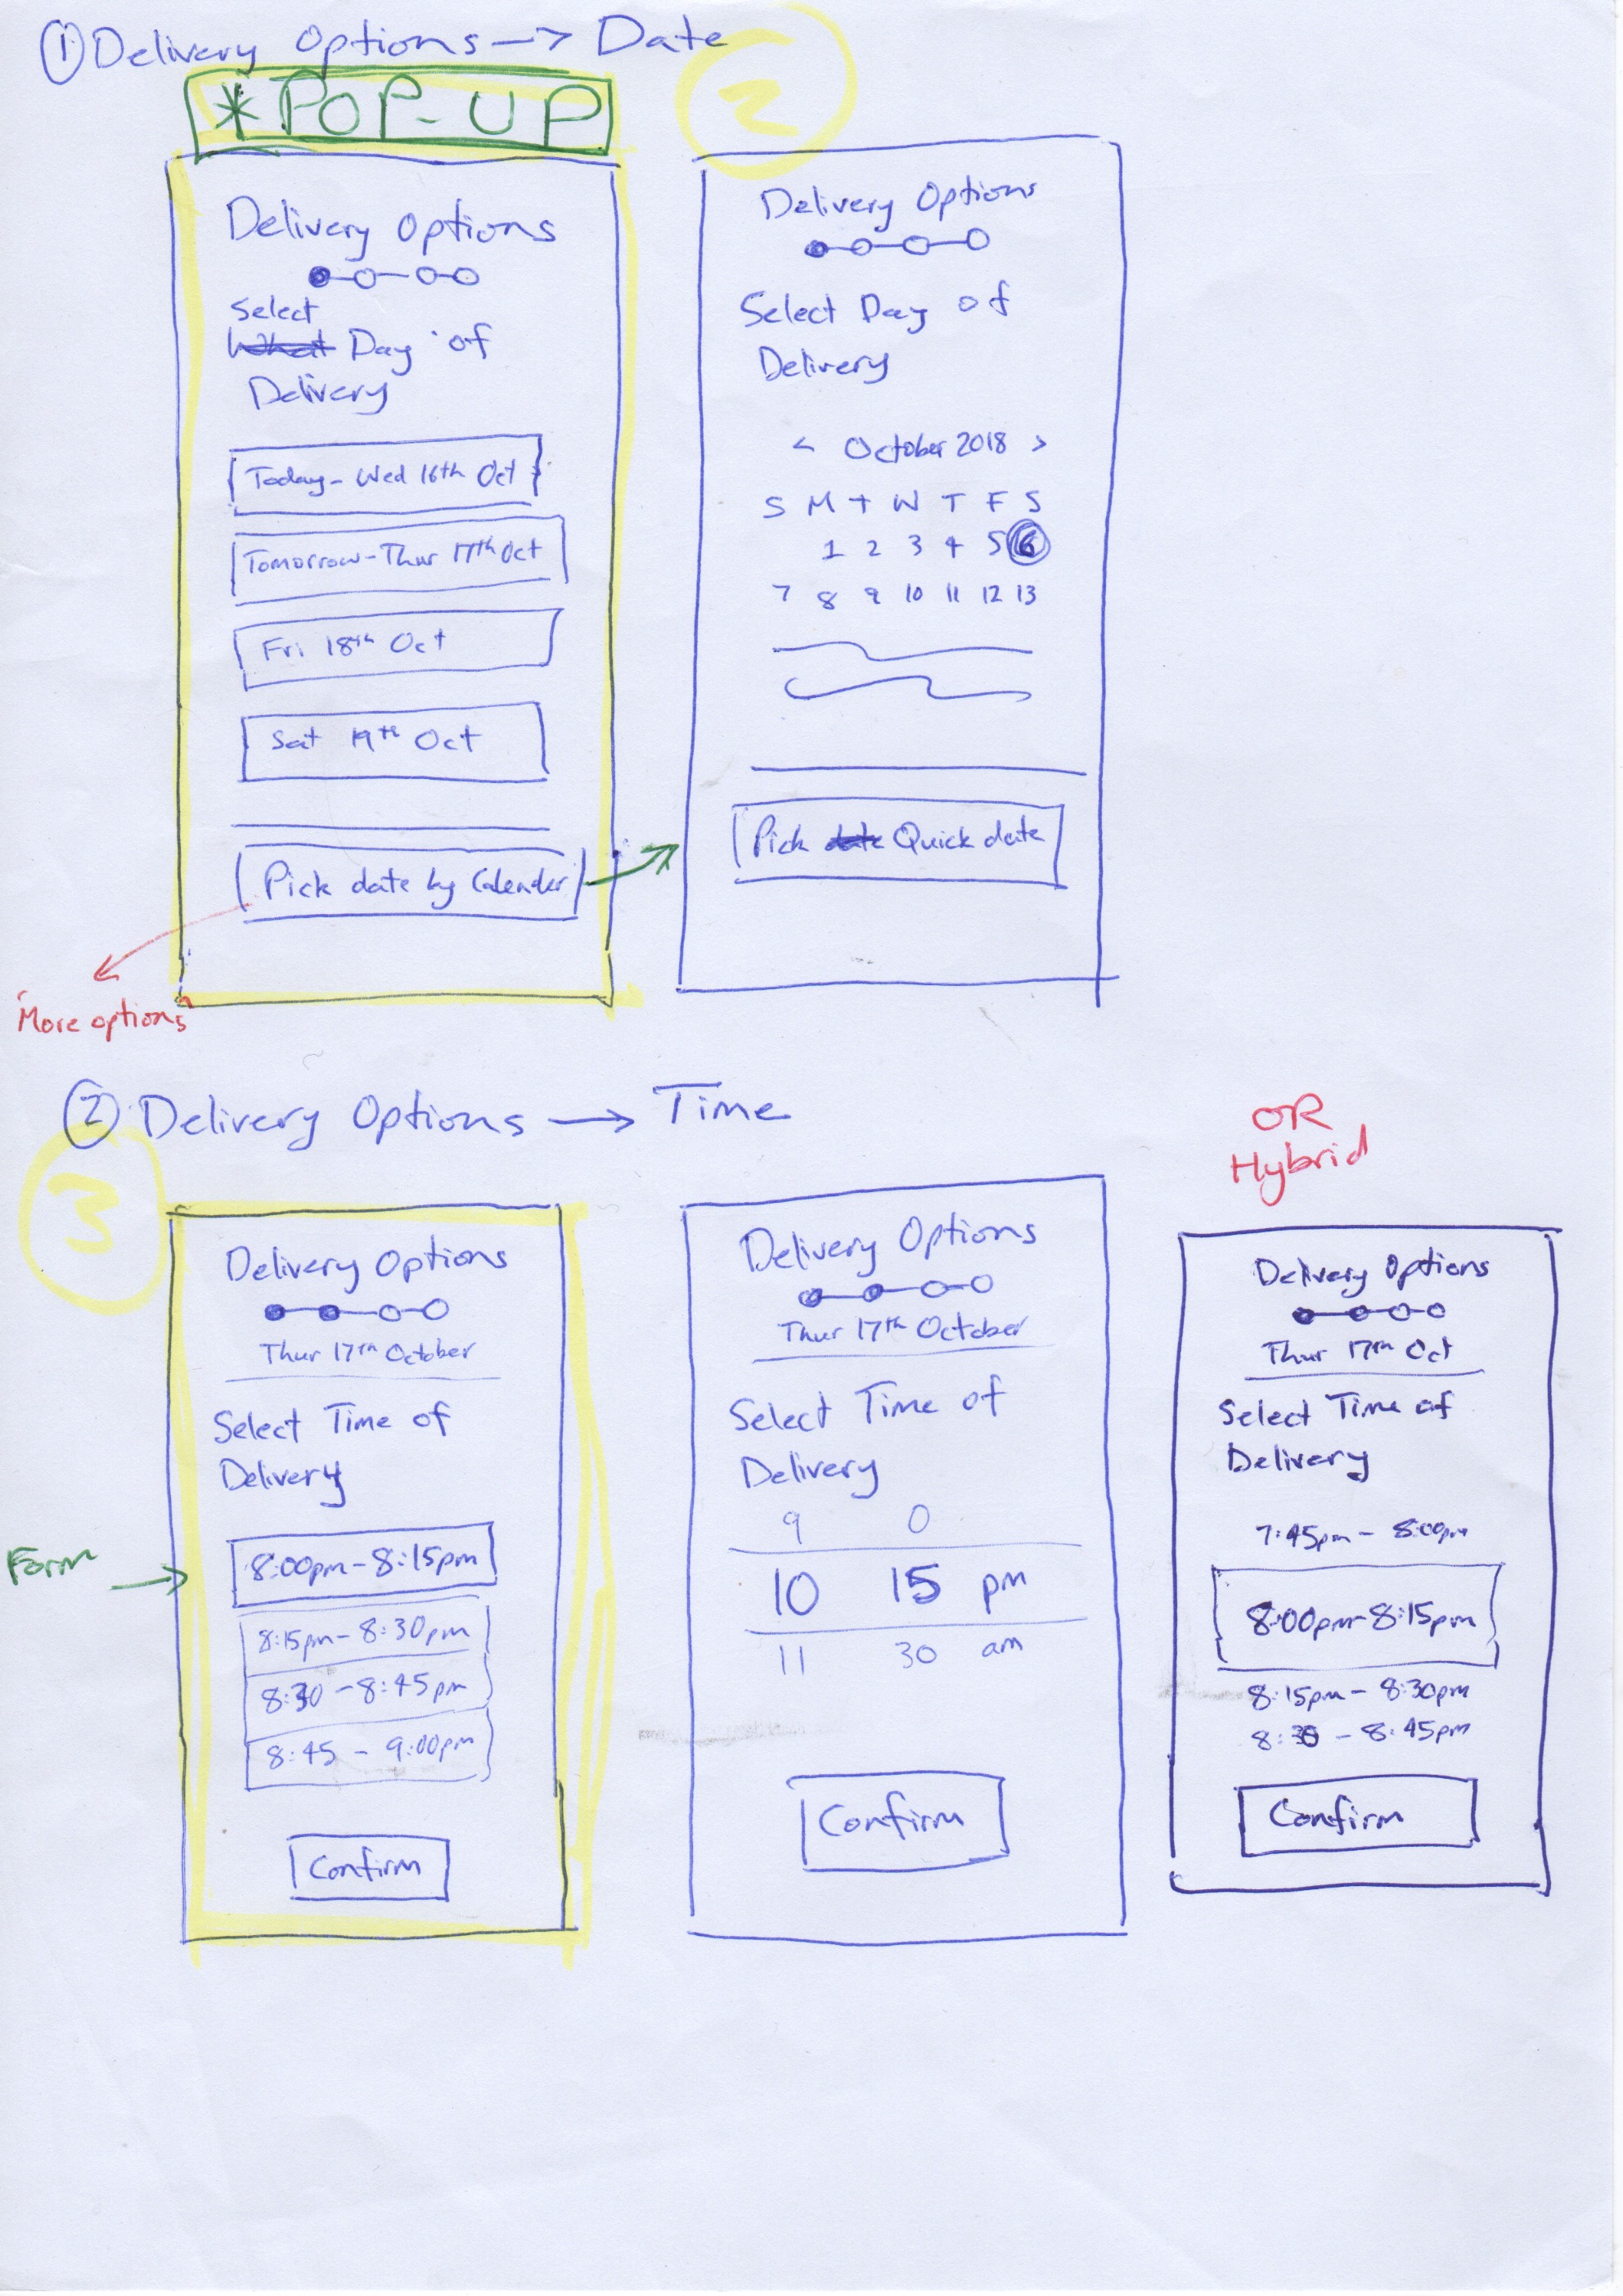 ① Delivery Options → Date
* POP-UP
2
Delivery Options
Select
What Day of
Delivery
Today - Wed 16th Oct
Tomorrow - Thur 17th Oct
Fri 18th Oct
Sat 19th Oct
Pick date by Calender
"More options"
Delivery Options
Select Day of
Delivery
< October 2018 >
S M T W T F S
1 2 3 4 5 6
7 8 9 10 11 12 13
Pick date Quick date
② Delivery Options → Time
3
Delivery Options
Thur 17th October
Select Time of
Delivery
Form →
8:00pm - 8:15pm
8:15pm - 8:30pm
8:30 - 8:45pm
8:45 - 9:00pm
Confirm
Delivery Options
Thur 17th October
Select Time of
Delivery
9 0
10 15 pm
11 30 am
Confirm
OR
Hybrid
Delivery Options
Thur 17th Oct
Select Time of
Delivery
7:45pm - 8:00pm
8:00pm - 8:15pm
8:15pm - 8:30pm
8:30 - 8:45pm
Confirm